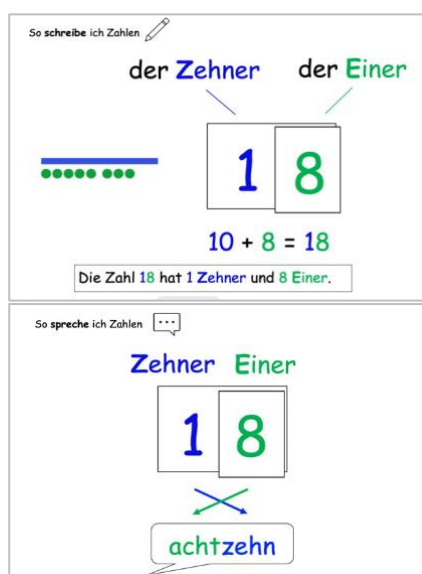 So schreibe ich Zahlen
der Zehner der Einer
1 8
10 + 8 = 18
Die Zahl 18 hat 1 Zehner und 8 Einer.
So spreche ich Zahlen
Zehner Einer
1 8
achtzehn